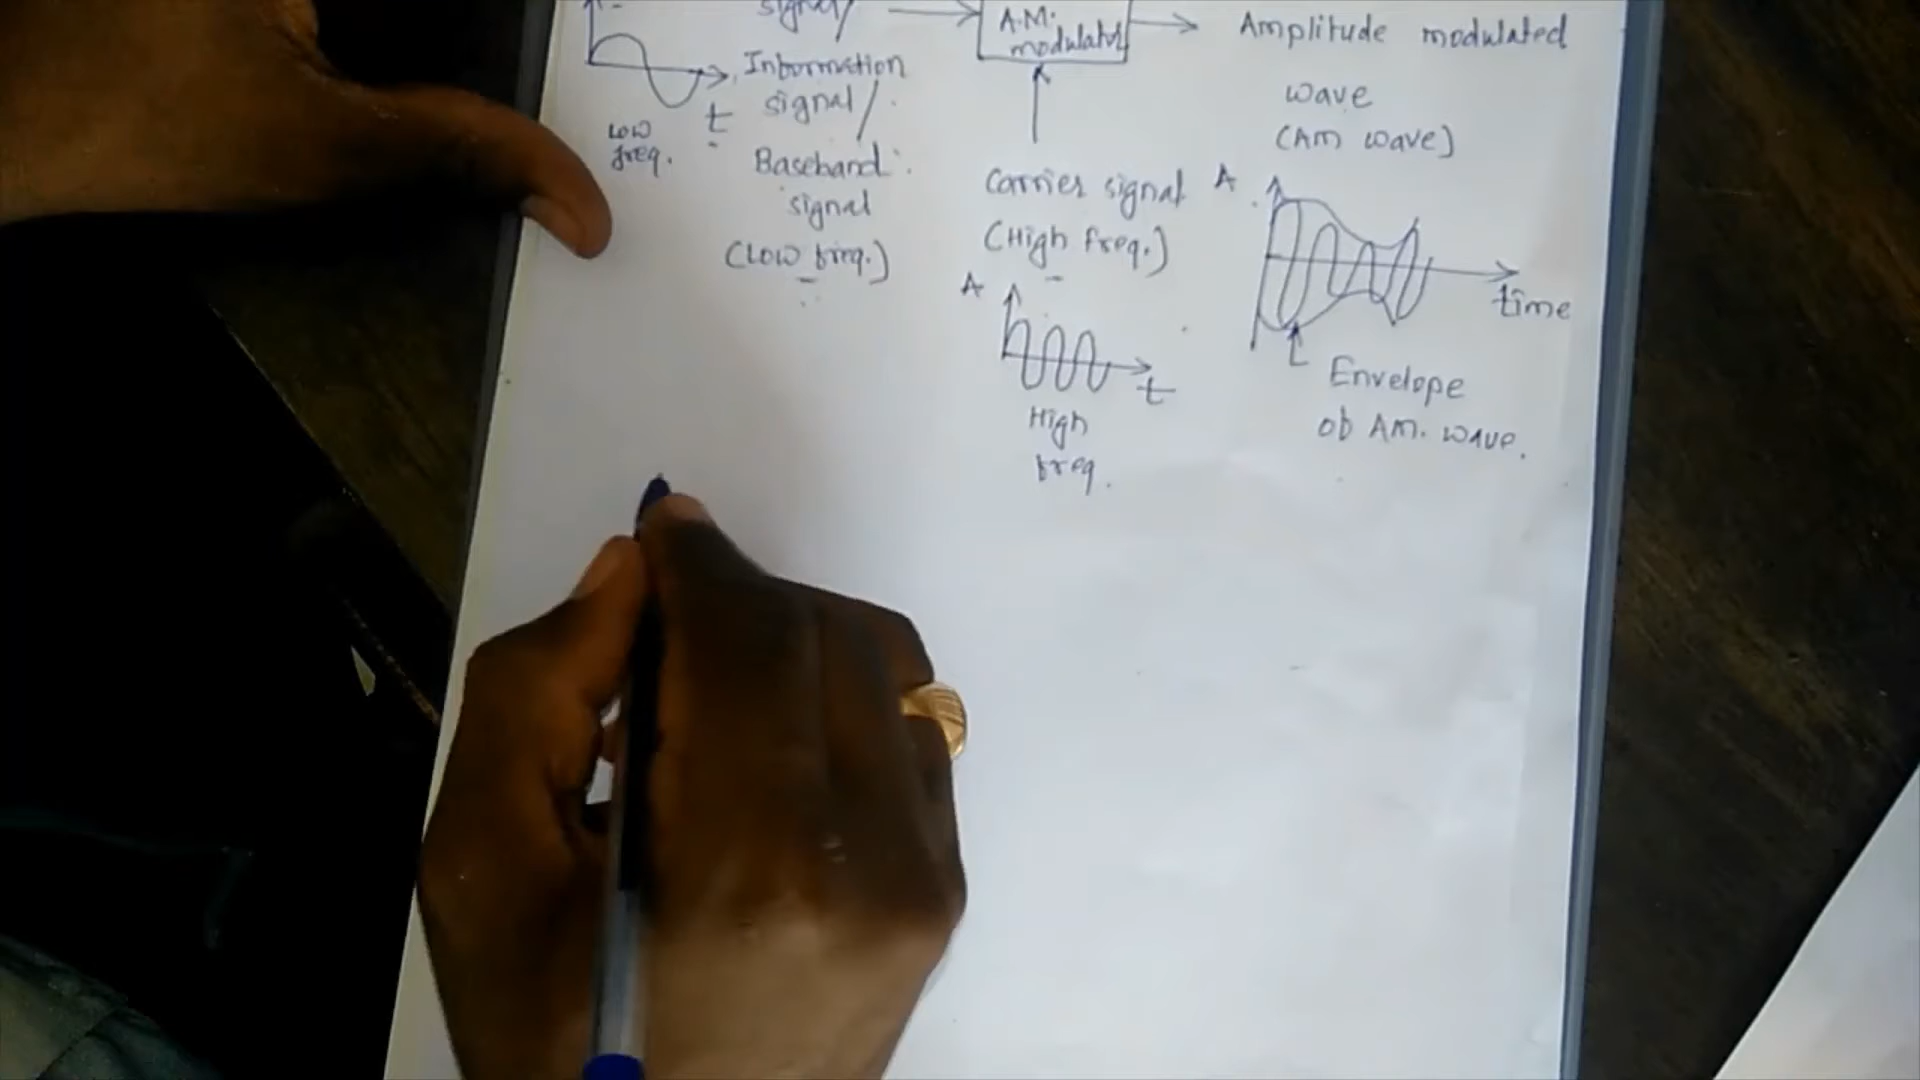 signal/
A.M.
modulator
Amplitude modulated
wave
(AM wave)
Information
signal/
Baseband
signal
(Low freq.)
t
Low
freq.
Carrier signal
(High freq.)
A
t
High
freq.
A
time
Envelope
of AM. wave.